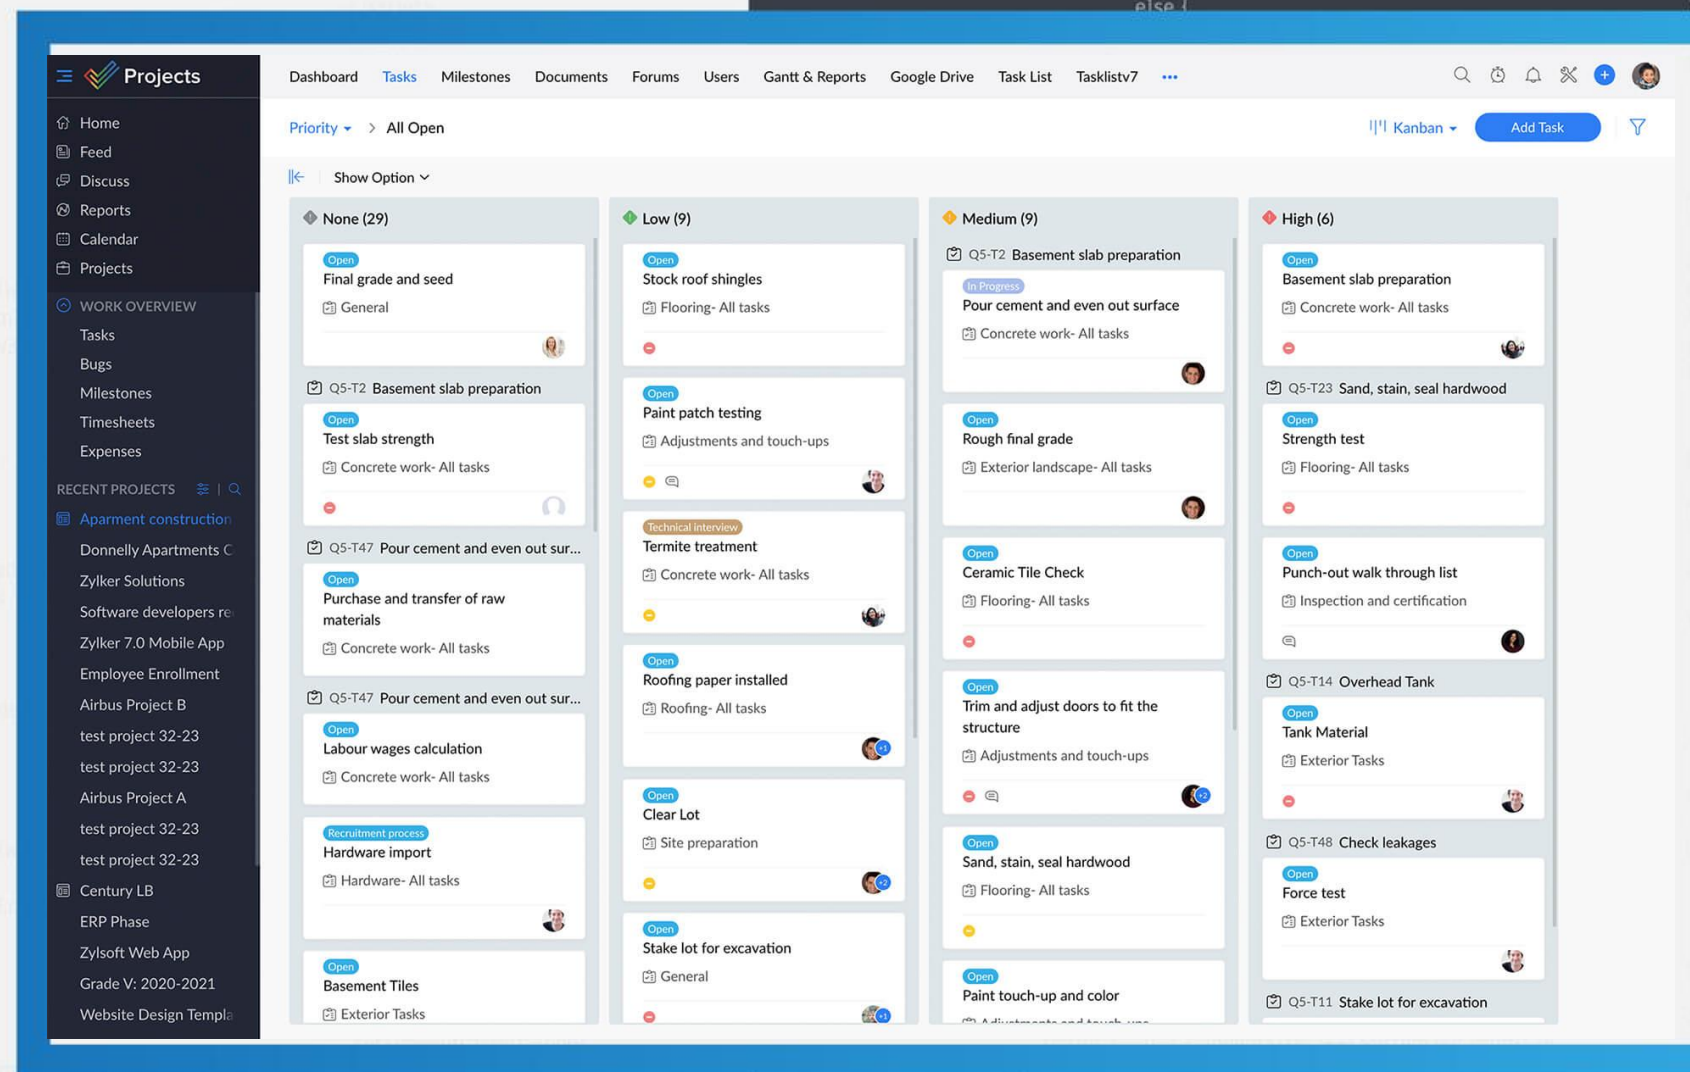 else {
Projects
Dashboard Tasks Milestones Documents Forums Users Gantt & Reports Google Drive Task List Tasklistv7
Priority > All Open
Kanban
Add Task
Show Option
Home
Feed
Discuss
Reports
Calendar
Projects
WORK OVERVIEW
Tasks
Bugs
Milestones
Timesheets
Expenses
RECENT PROJECTS
Aparment construction
Donnelly Apartments C
Zylker Solutions
Software developers re
Zylker 7.0 Mobile App
Employee Enrollment
Airbus Project B
test project 32-23
test project 32-23
Airbus Project A
test project 32-23
test project 32-23
Century LB
ERP Phase
Zylsoft Web App
Grade V: 2020-2021
Website Design Templa
None (29)
Open
Final grade and seed
General
Q5-T2 Basement slab preparation
Open
Test slab strength
Concrete work- All tasks
Q5-T47 Pour cement and even out sur...
Open
Purchase and transfer of raw
materials
Concrete work- All tasks
Q5-T47 Pour cement and even out sur...
Open
Labour wages calculation
Concrete work- All tasks
Recruitment process
Hardware import
Hardware- All tasks
Open
Basement Tiles
Exterior Tasks
Low (9)
Open
Stock roof shingles
Flooring- All tasks
Open
Paint patch testing
Adjustments and touch-ups
Technical interview
Termite treatment
Concrete work- All tasks
Open
Roofing paper installed
Roofing- All tasks
+1
Open
Clear Lot
Site preparation
+2
Open
Stake lot for excavation
General
+1
Medium (9)
Q5-T2 Basement slab preparation
In Progress
Pour cement and even out surface
Concrete work- All tasks
Open
Rough final grade
Exterior landscape- All tasks
Open
Ceramic Tile Check
Flooring- All tasks
Open
Trim and adjust doors to fit the
structure
Adjustments and touch-ups
+2
Open
Sand, stain, seal hardwood
Flooring- All tasks
Open
Paint touch-up and color
Adjustments and touch-ups
High (6)
Open
Basement slab preparation
Concrete work- All tasks
Q5-T23 Sand, stain, seal hardwood
Open
Strength test
Flooring- All tasks
Open
Punch-out walk through list
Inspection and certification
Q5-T14 Overhead Tank
Open
Tank Material
Exterior Tasks
Q5-T48 Check leakages
Open
Force test
Exterior Tasks
Q5-T11 Stake lot for excavation